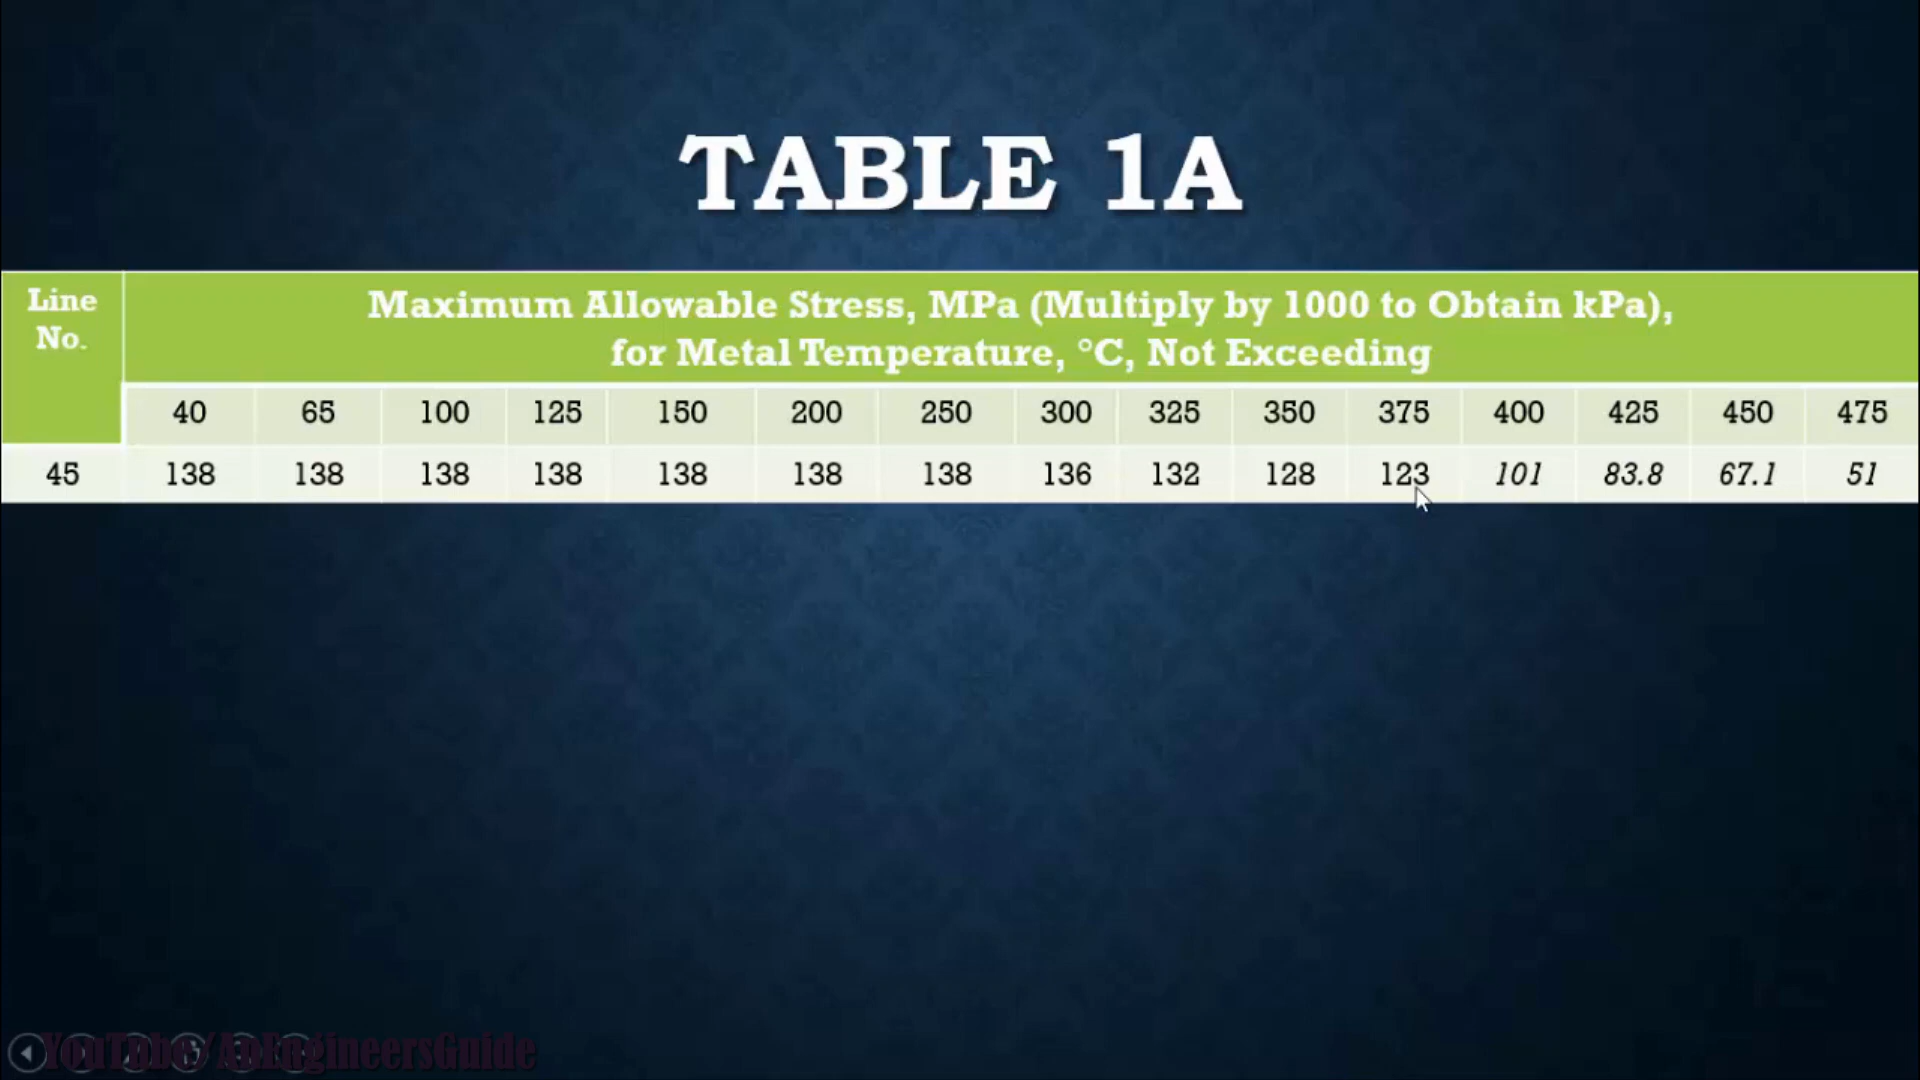 TABLE 1A
Line No.
Maximum Allowable Stress, MPa (Multiply by 1000 to Obtain kPa),
for Metal Temperature, °C, Not Exceeding
40 65 100 125 150 200 250 300 325 350 375 400 425 450 475
45 138 138 138 138 138 138 138 136 132 128 123 101 83.8 67.1 51
YouTube/AnEngineersGuide